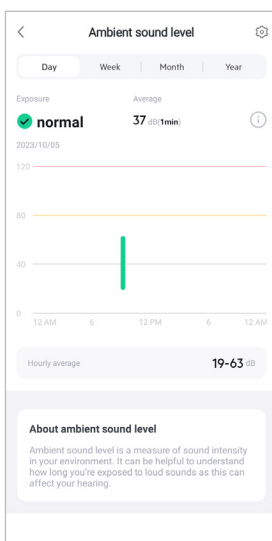 Ambient sound level
Day Week Month Year
Exposure Average
normal 37 dB(1min)
2023/10/05
120
80
40
0
12 AM 6 12 PM 6 12 AM
Hourly average 19-63 dB
About ambient sound level
Ambient sound level is a measure of sound intensity
in your environment. It can be helpful to understand
how long you're exposed to loud sounds as this can
affect your hearing.